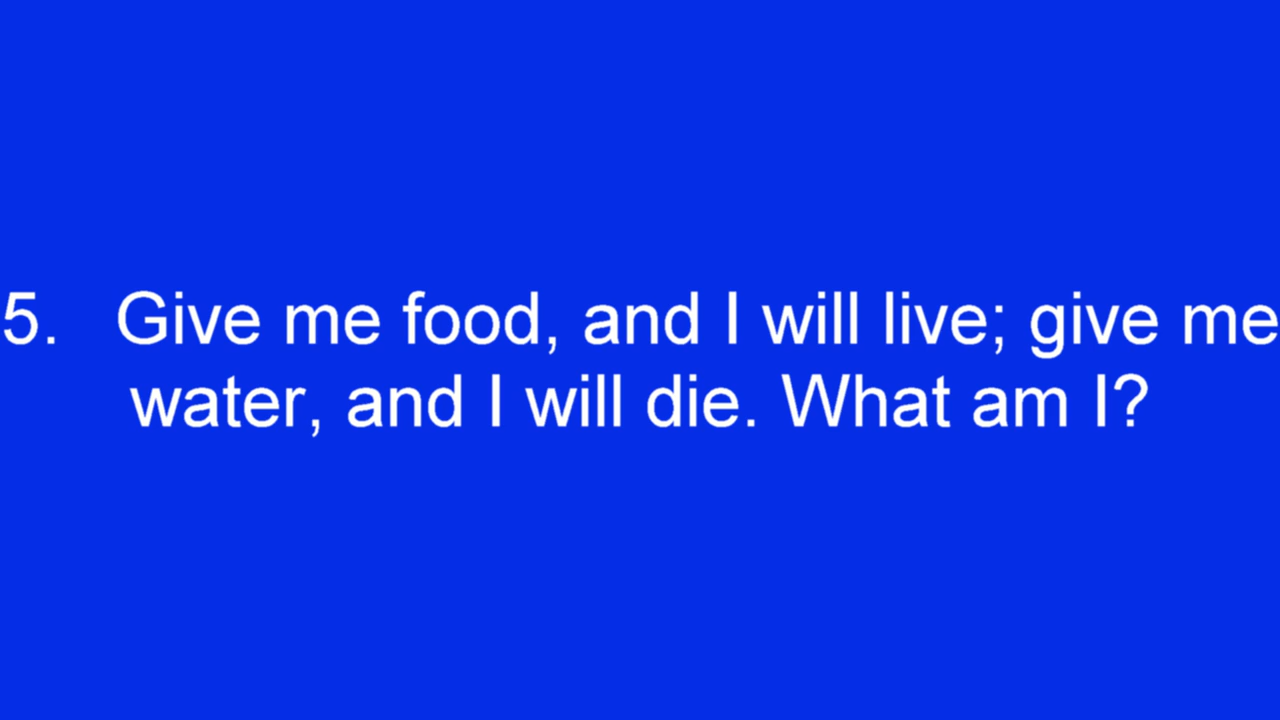 5. Give me food, and I will live; give me
water, and I will die. What am I?